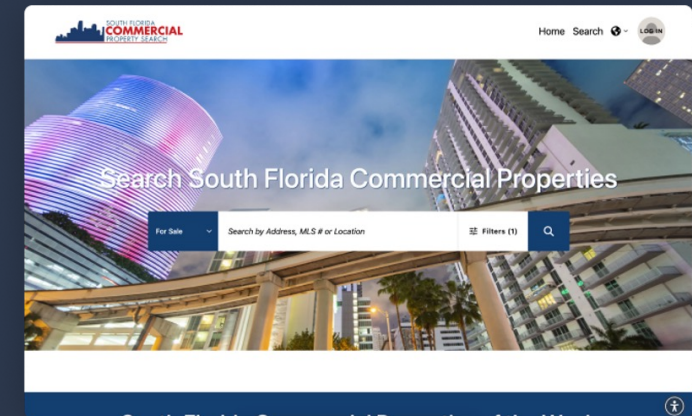 SOUTH FLORIDA
COMMERCIAL
PROPERTY SEARCH
Home Search LOG IN
Search South Florida Commercial Properties
For Sale Search by Address, MLS # or Location Filters (1)